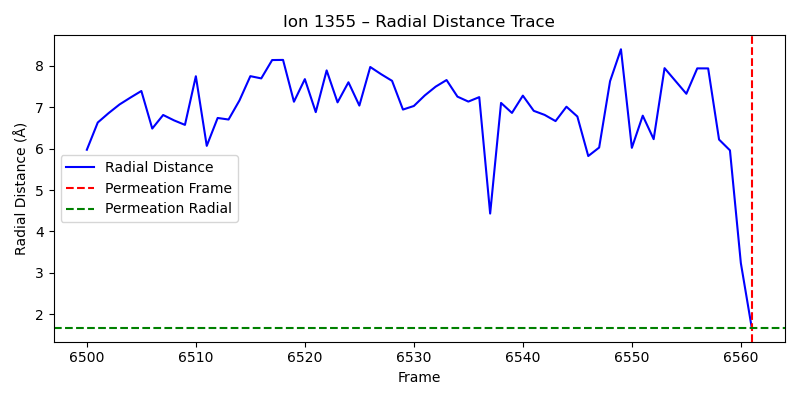 Ion 1355 – Radial Distance Trace
Radial Distance (Å)
8
7
6
5
4
3
2
Radial Distance
Permeation Frame
Permeation Radial
6500 6510 6520 6530 6540 6550 6560
Frame